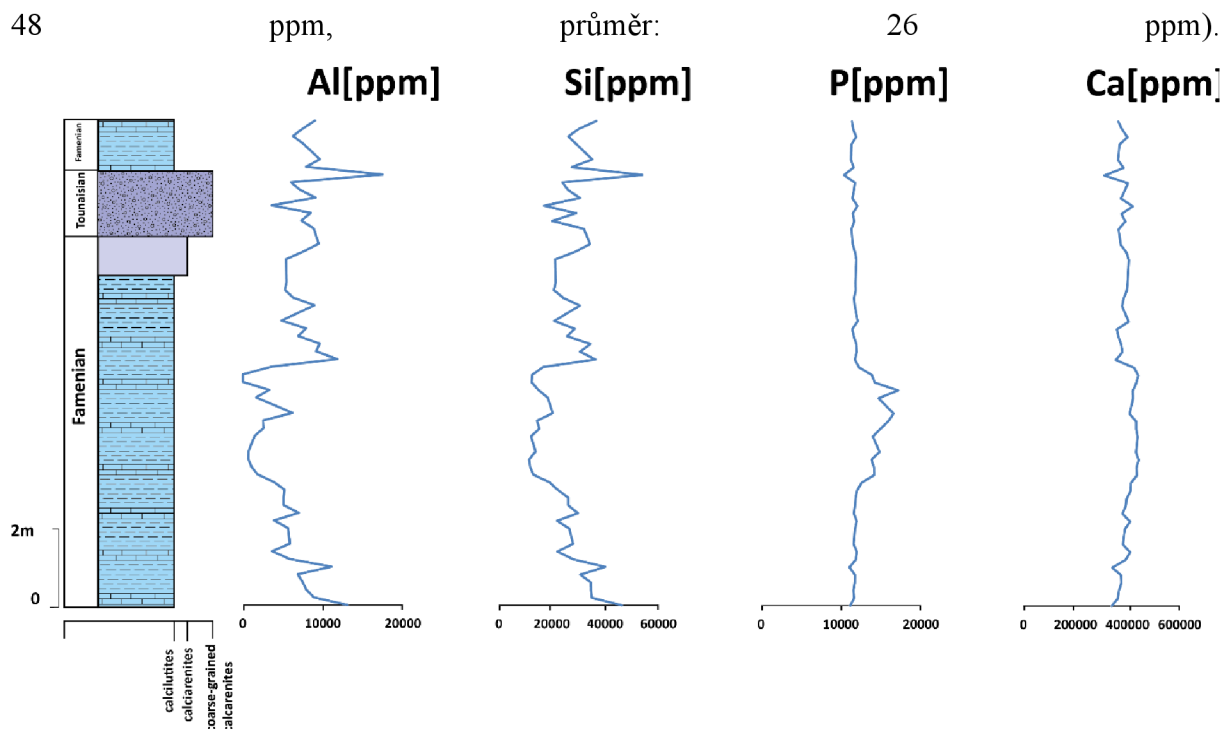 48 ppm, průměr: 26 ppm).
Al[ppm] Si[ppm] P[ppm] Ca[ppm]
Famenian
Tounaisian
Famenian
2m
0
0 10000 20000
0 20000 40000 60000
0 10000 20000
0 200000 400000 600000
calcilutites
calciarenites
coarse-grained
calcarenites